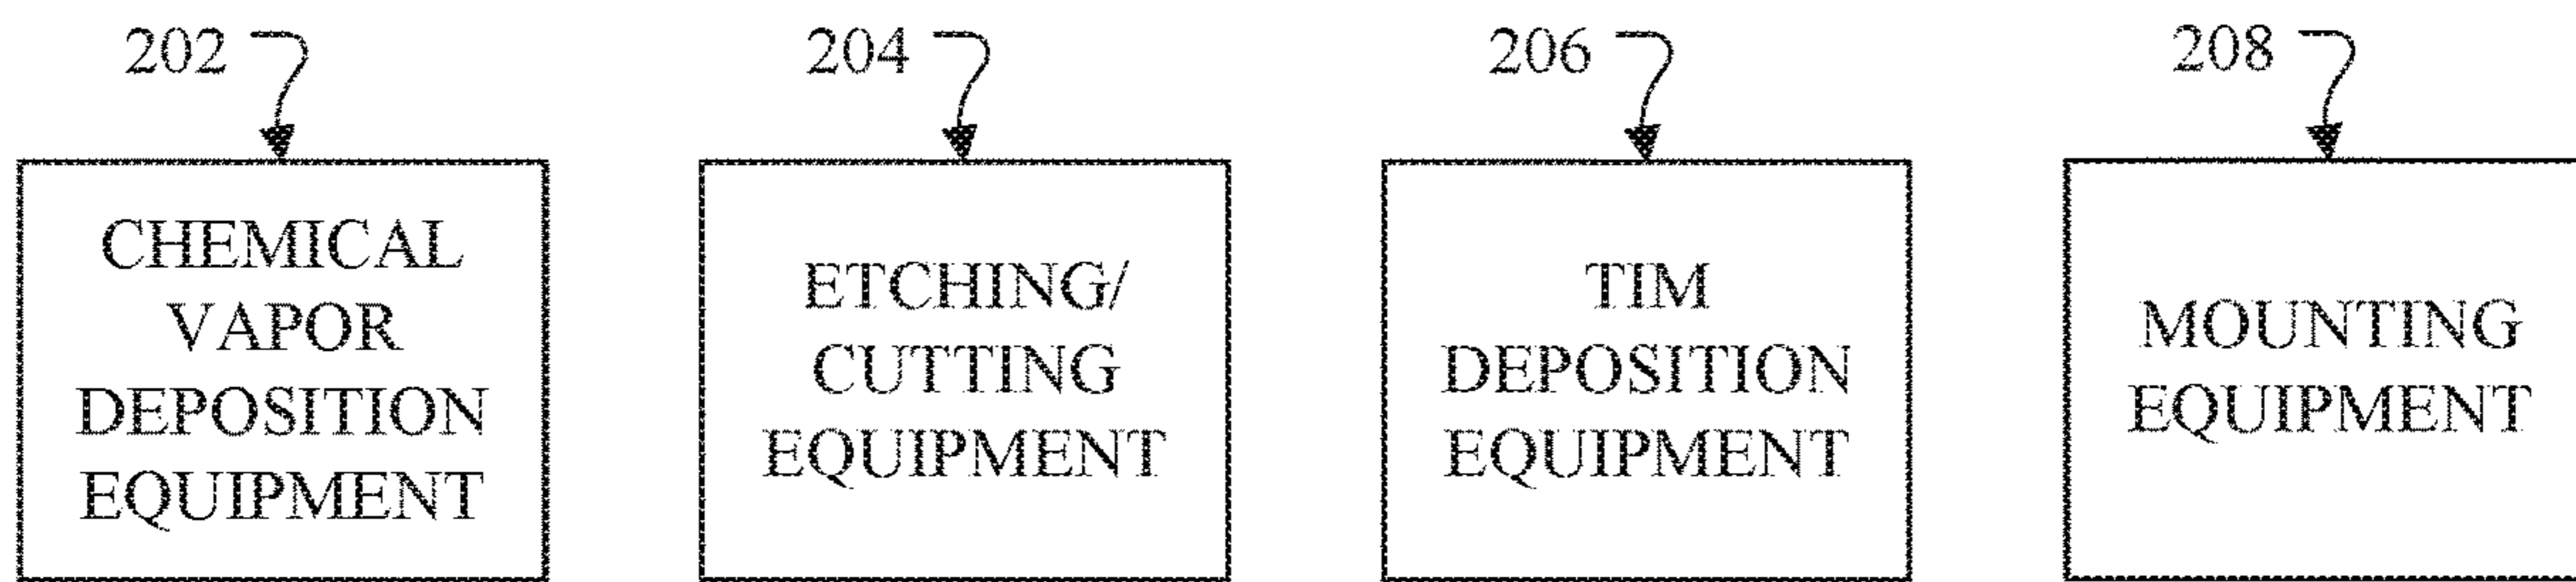 202
204
206
208
CHEMICAL
VAPOR
DEPOSITION
EQUIPMENT
ETCHING/
CUTTING
EQUIPMENT
TIM
DEPOSITION
EQUIPMENT
MOUNTING
EQUIPMENT